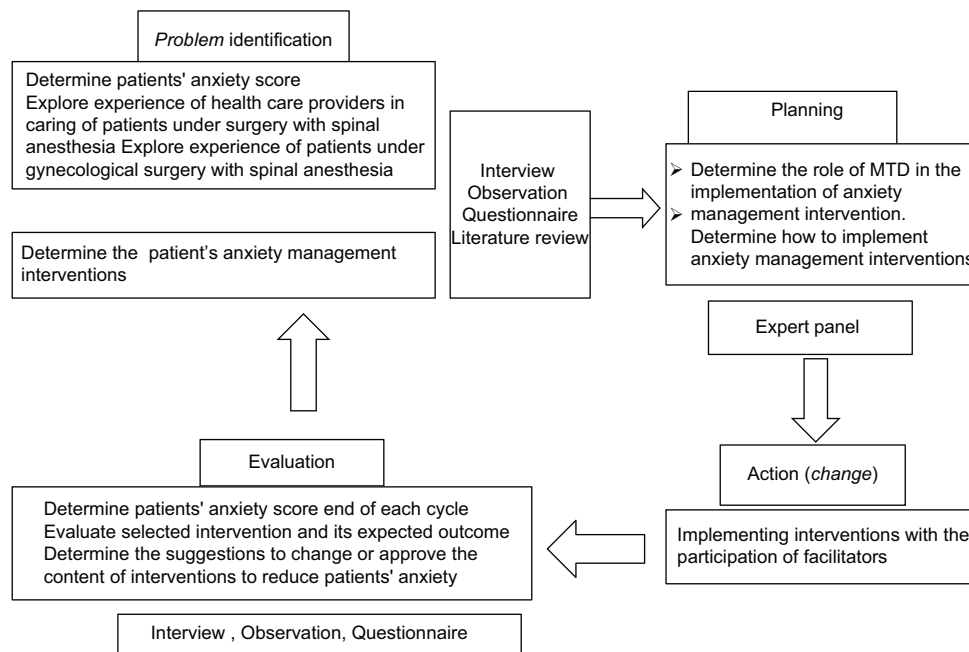 Problem identification
Determine patients' anxiety score
Explore experience of health care providers in
caring of patients under surgery with spinal
anesthesia Explore experience of patients under
gynecological surgery with spinal anesthesia
Determine the patient's anxiety management
interventions
Interview
Observation
Questionnaire
Literature review
Planning
➢ Determine the role of MTD in the
implementation of anxiety
➢ management intervention.
Determine how to implement
anxiety management interventions
Expert panel
Action (change)
Implementing interventions with the
participation of facilitators
Evaluation
Determine patients' anxiety score end of each cycle
Evaluate selected intervention and its expected outcome
Determine the suggestions to change or approve the
content of interventions to reduce patients' anxiety
Interview , Observation, Questionnaire